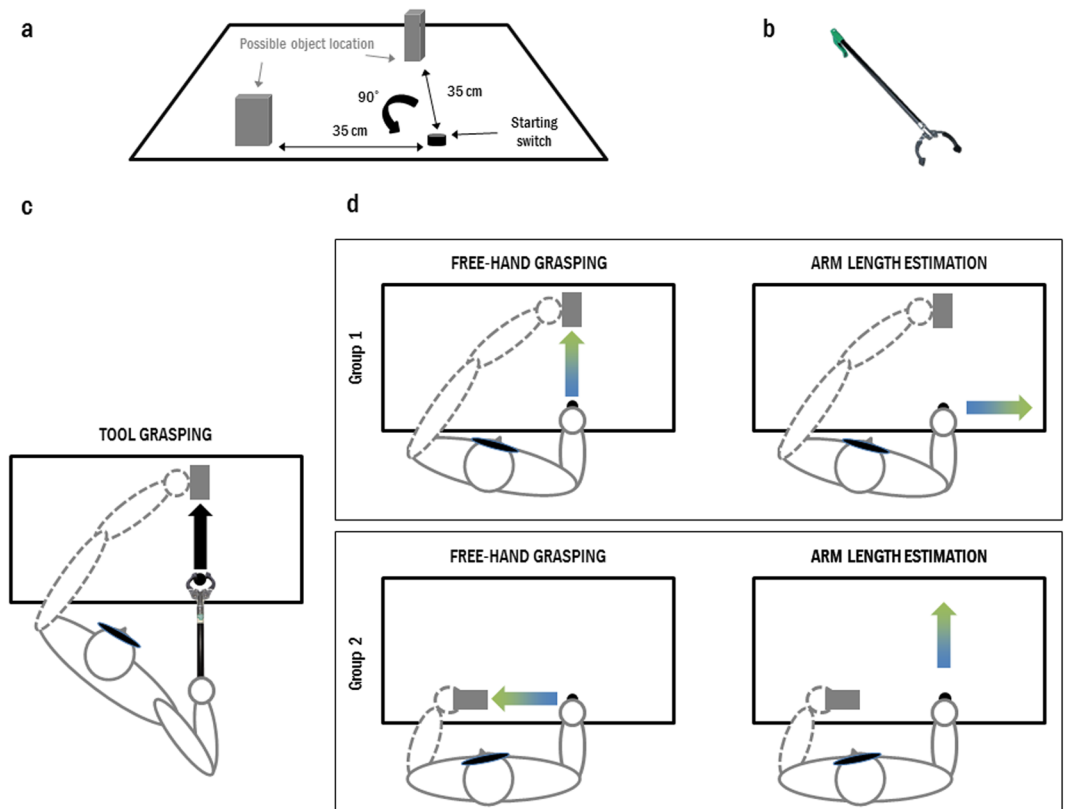 a
b
Possible object location
90°
35 cm
35 cm
Starting
switch
c
d
TOOL GRASPING
Group 1
FREE-HAND GRASPING
ARM LENGTH ESTIMATION
Group 2
FREE-HAND GRASPING
ARM LENGTH ESTIMATION